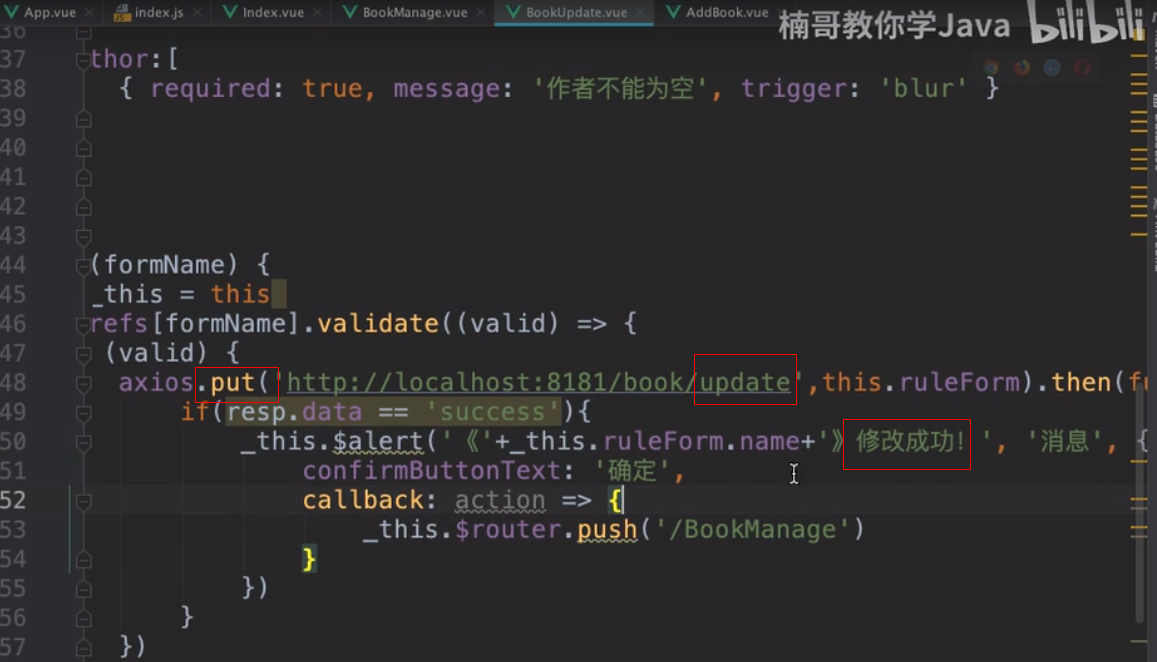 App.vue index.js Index.vue BookManage.vue BookUpdate.vue AddBook.vue
楠哥教你学Java bilibili
36
37 thor:[
38 { required: true, message: '作者不能为空', trigger: 'blur' }
39
40
41
42
43
44 (formName) {
45 _this = this
46 refs[formName].validate((valid) => {
47 (valid) {
48 axios.put('http://localhost:8181/book/update',this.ruleForm).then(fu
49 if(resp.data == 'success'){
50 _this.$alert('《'+_this.ruleForm.name+'》修改成功!', '消息', {
51 confirmButtonText: '确定',
52 callback: action => {
53 _this.$router.push('/BookManage')
54 }
55 })
56 }
57 })